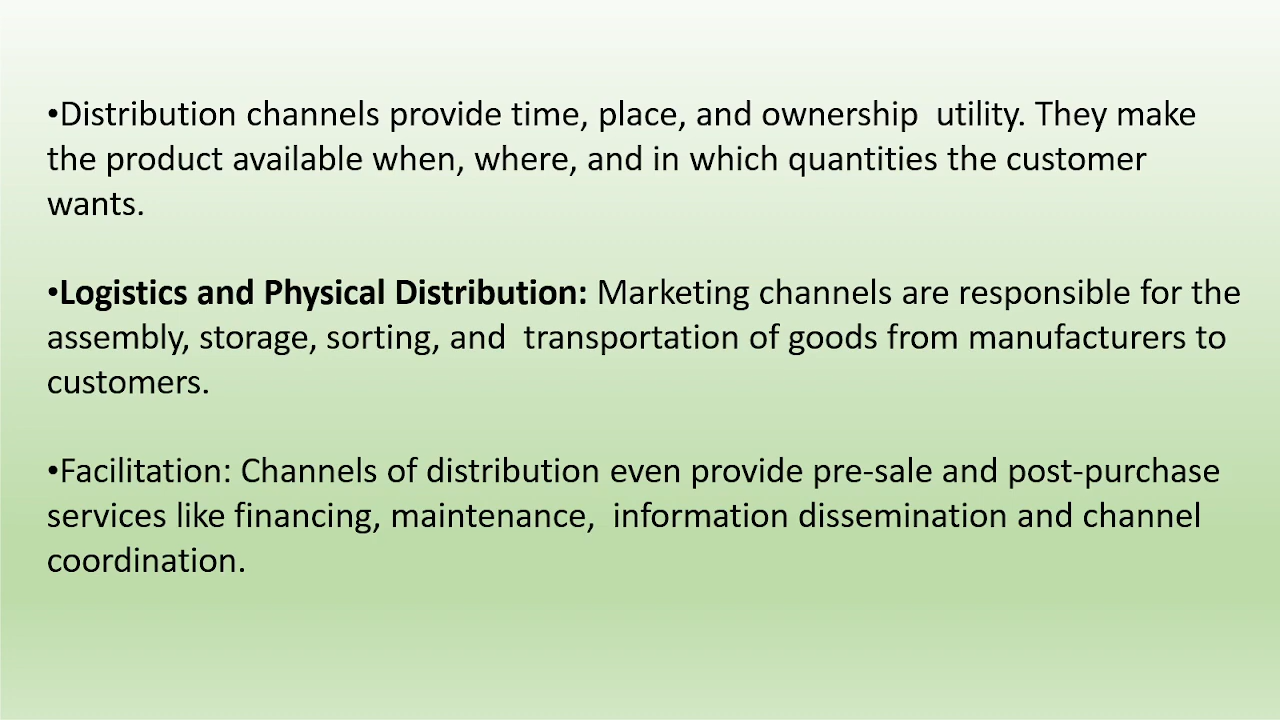 •Distribution channels provide time, place, and ownership  utility. They make
the product available when, where, and in which quantities the customer
wants.
•Logistics and Physical Distribution: Marketing channels are responsible for the
assembly, storage, sorting, and  transportation of goods from manufacturers to
customers.
•Facilitation: Channels of distribution even provide pre-sale and post-purchase
services like financing, maintenance,  information dissemination and channel
coordination.